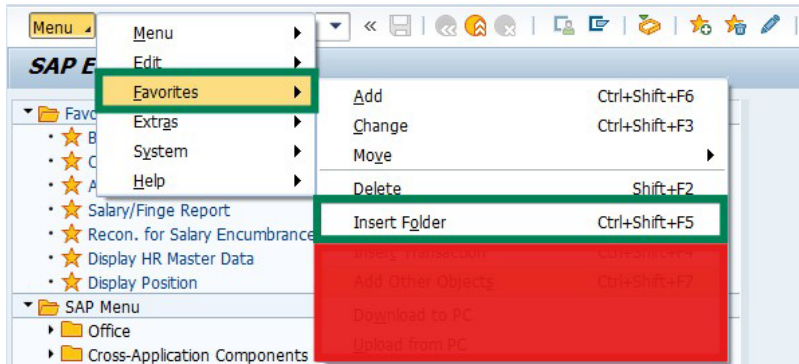 Menu
Menu
Edit
Favorites
Extras
System
Help
SAP E
Add Ctrl+Shift+F6
Change Ctrl+Shift+F3
Move
Delete Shift+F2
Insert Folder Ctrl+Shift+F5
Insert Transaction Ctrl+Shift+F4
Add Other Objects Ctrl+Shift+F7
Download to PC
Upload from PC
Favo
B
C
A
Salary/Finge Report
Recon. for Salary Encumbrance
Display HR Master Data
Display Position
SAP Menu
Office
Cross-Application Components